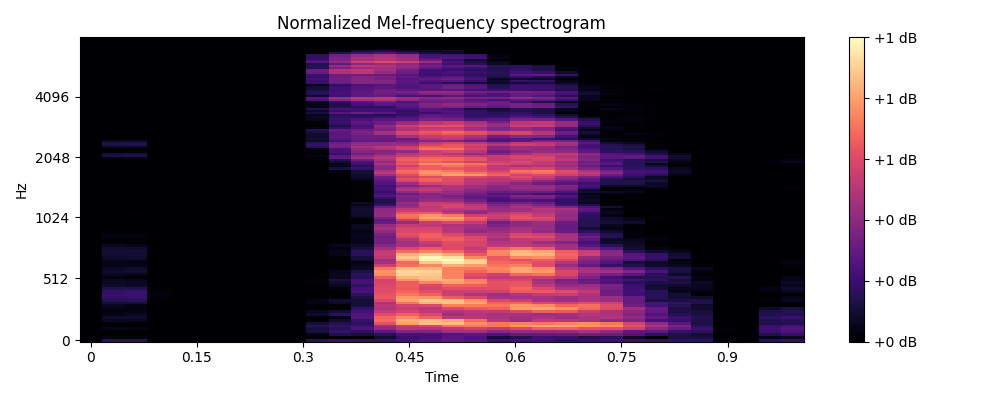 Normalized Mel-frequency spectrogram
Hz
4096
2048
1024
512
0
0
0.15
0.3
0.45
0.6
0.75
0.9
Time
+1 dB
+1 dB
+1 dB
+0 dB
+0 dB
+0 dB